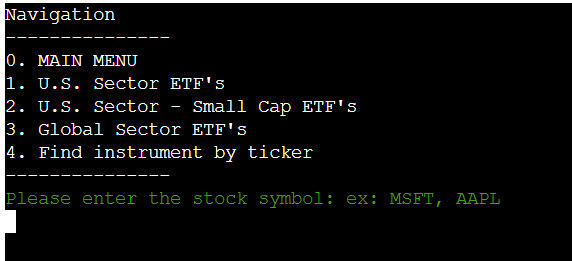 Navigation
---------------
0. MAIN MENU
1. U.S. Sector ETF's
2. U.S. Sector - Small Cap ETF's
3. Global Sector ETF's
4. Find instrument by ticker
---------------
Please enter the stock symbol: ex: MSFT, AAPL